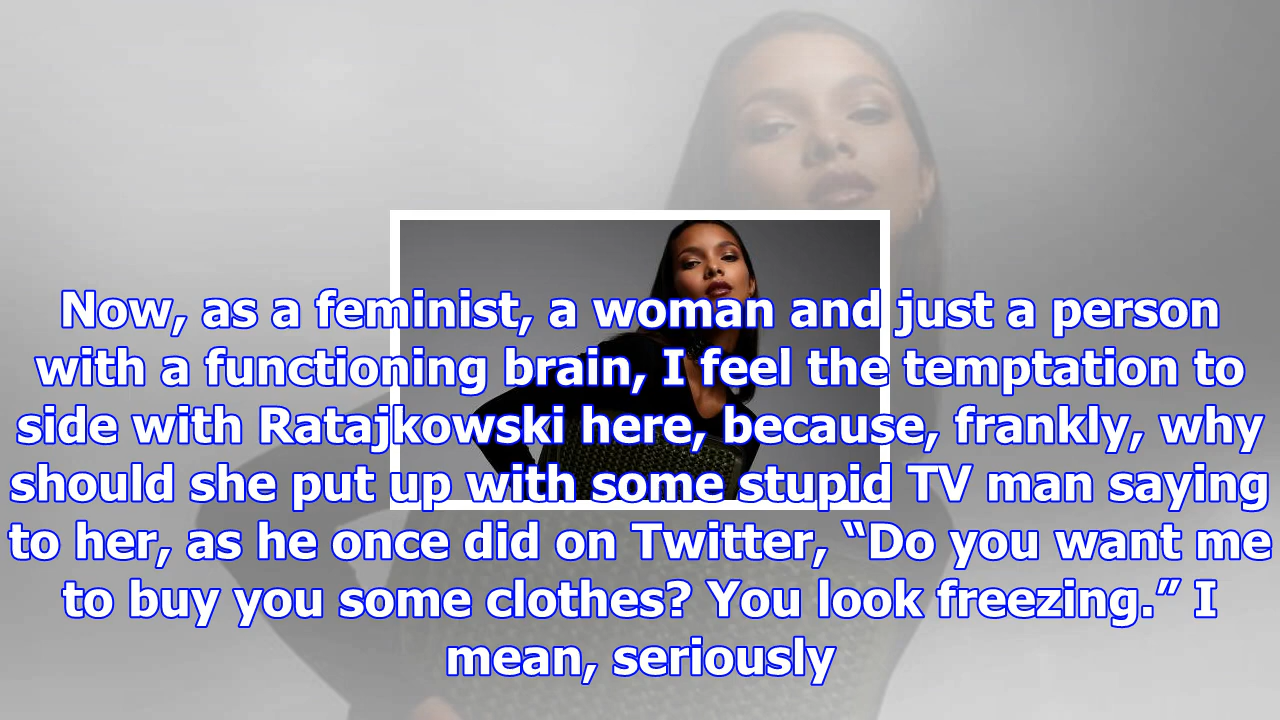 Now, as a feminist, a woman and just a person
with a functioning brain, I feel the temptation to
side with Ratajkowski here, because, frankly, why
should she put up with some stupid TV man saying
to her, as he once did on Twitter, “Do you want me
to buy you some clothes? You look freezing.” I
mean, seriously